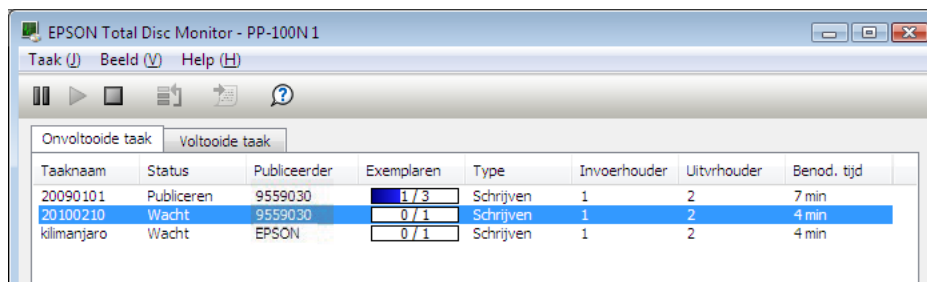 EPSON Total Disc Monitor - PP-100N 1
Taak (J) Beeld (V) Help (H)
Onvoltooide taak Voltooide taak
Taaknaam Status Publiceerder Exemplaren Type Invoerhouder Uitvrhouder Benod. tijd
20090101 Publiceren 9559030 1 / 3 Schrijven 1 2 7 min
20100210 Wacht 9559030 0 / 1 Schrijven 1 2 4 min
kilimanjaro Wacht EPSON 0 / 1 Schrijven 1 2 4 min